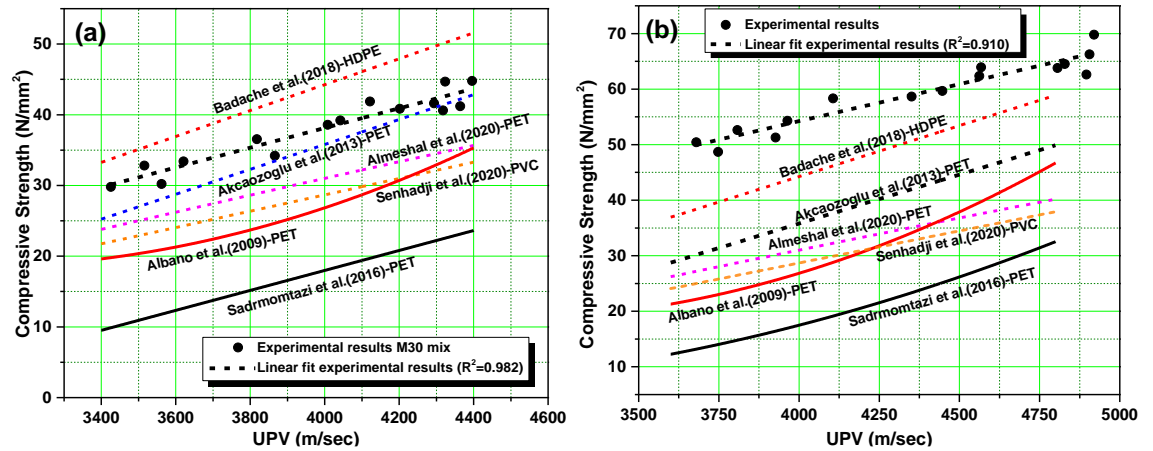 (a)
Compressive Strength (N/mm²)
50
40
30
20
10
0
Badache et al.(2018)-HDPE
Akcaozoglu et al.(2013)-PET
Almeshal et al.(2020)-PET
Senhadji et al.(2020)-PVC
Albano et al.(2009)-PET
Sadrmomtazi et al.(2016)-PET
Experimental results M30 mix
Linear fit experimental results (R²=0.982)
3400 3600 3800 4000 4200 4400 4600
UPV (m/sec)
(b)
Compressive Strength (N/mm²)
70
60
50
40
30
20
10
Experimental results
Linear fit experimental results (R²=0.910)
Badache et al.(2018)-HDPE
Akcaozoglu et al.(2013)-PET
Almeshal et al.(2020)-PET
Senhadji et al.(2020)-PVC
Albano et al.(2009)-PET
Sadrmomtazi et al.(2016)-PET
3500 3750 4000 4250 4500 4750 5000
UPV (m/sec)